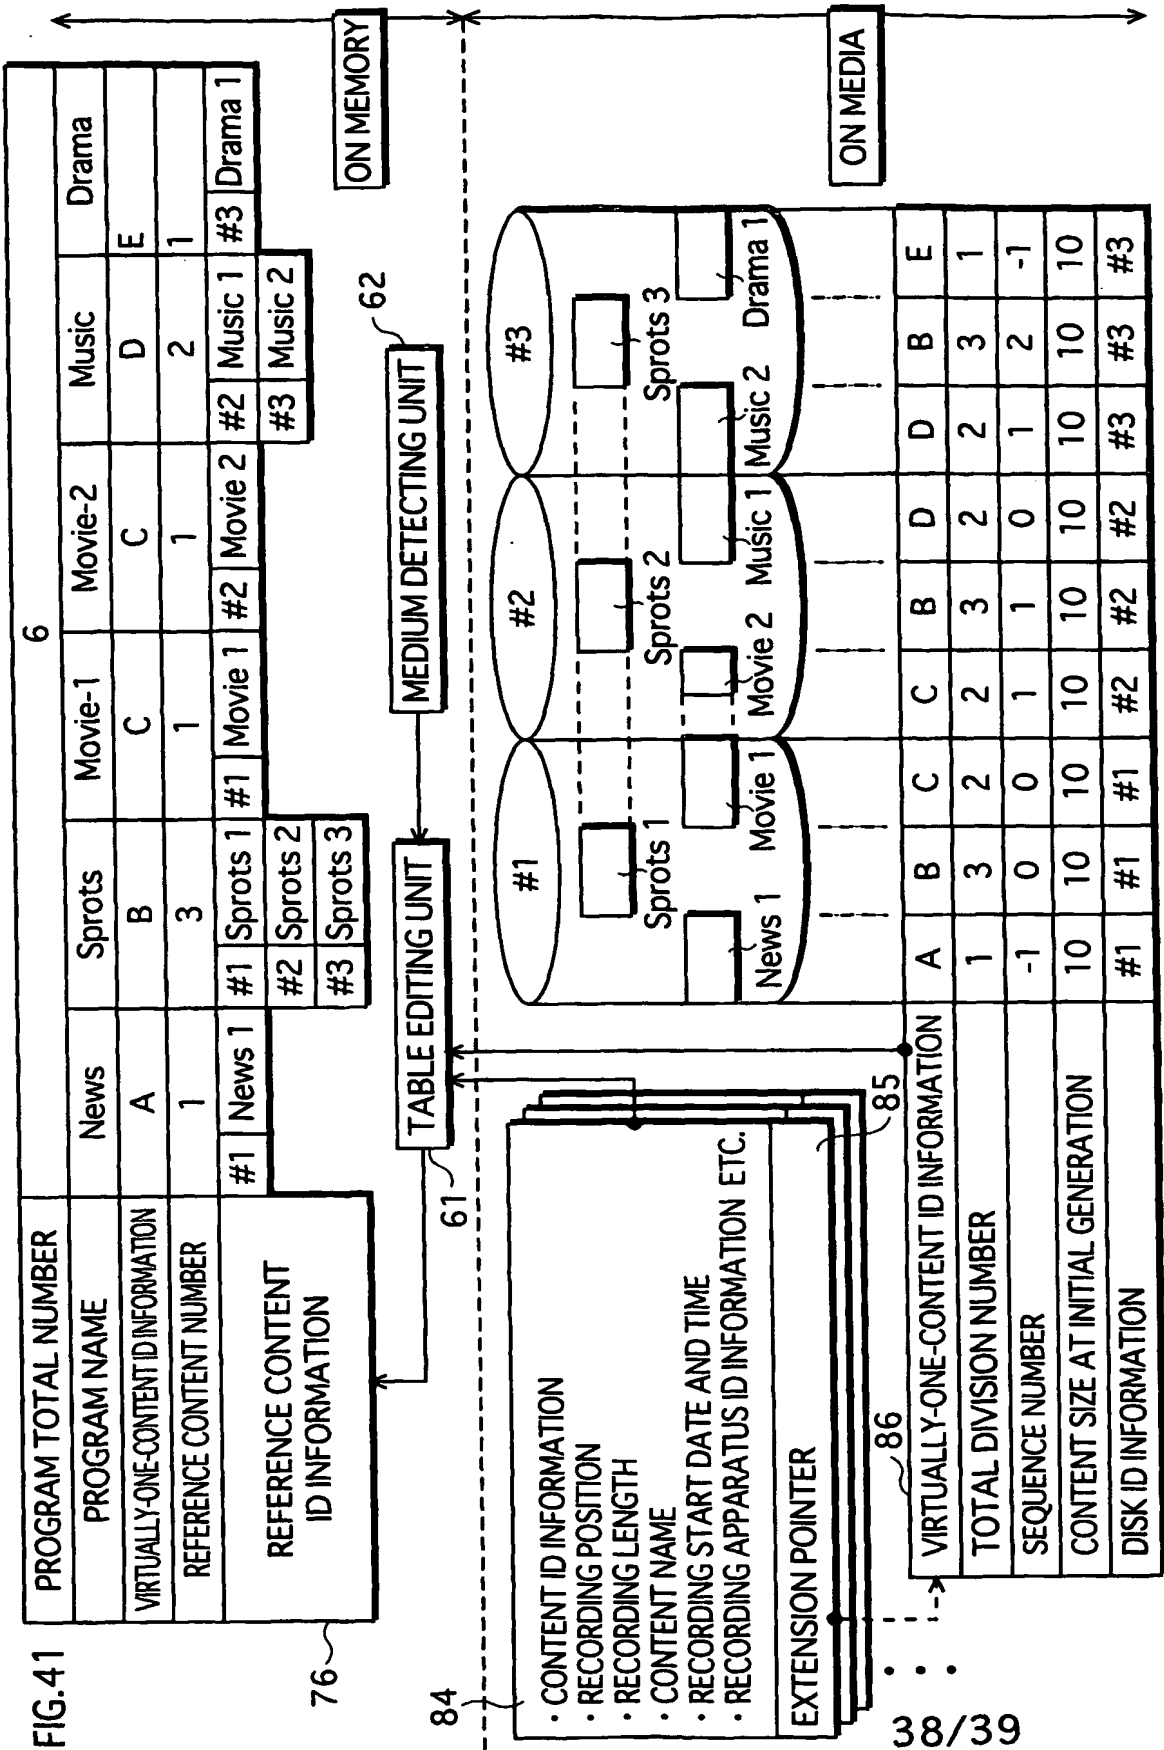 FIG.41
PROGRAM TOTAL NUMBER 6
PROGRAM NAME News Sprots Movie-1 Movie-2 Music Drama
VIRTUALLY-ONE-CONTENT ID INFORMATION A B C C D E
REFERENCE CONTENT NUMBER 1 3 1 1 2 1
REFERENCE CONTENT
ID INFORMATION
#1 News 1 #1 Sprots 1 #1 Movie 1 #2 Movie 2 #2 Music 1 #3 Drama 1
#2 Sprots 2 #3 Music 2
#3 Sprots 3
76
ON MEMORY
TABLE EDITING UNIT
61
MEDIUM DETECTING UNIT
62
ON MEDIA
84
· CONTENT ID INFORMATION
· RECORDING POSITION
· RECORDING LENGTH
· CONTENT NAME
· RECORDING START DATE AND TIME
· RECORDING APPARATUS ID INFORMATION ETC.
EXTENSION POINTER
85
#1 #2 #3
Sprots 1 Sprots 2 Sprots 3
News 1 Movie 1 Movie 2 Music 1 Music 2 Drama 1
86
VIRTUALLY-ONE-CONTENT ID INFORMATION A B C C B D D B E
TOTAL DIVISION NUMBER 1 3 2 2 3 2 2 3 1
SEQUENCE NUMBER -1 0 0 1 1 0 1 2 -1
CONTENT SIZE AT INITIAL GENERATION 10 10 10 10 10 10 10 10 10
DISK ID INFORMATION #1 #1 #1 #2 #2 #2 #3 #3 #3
38/39